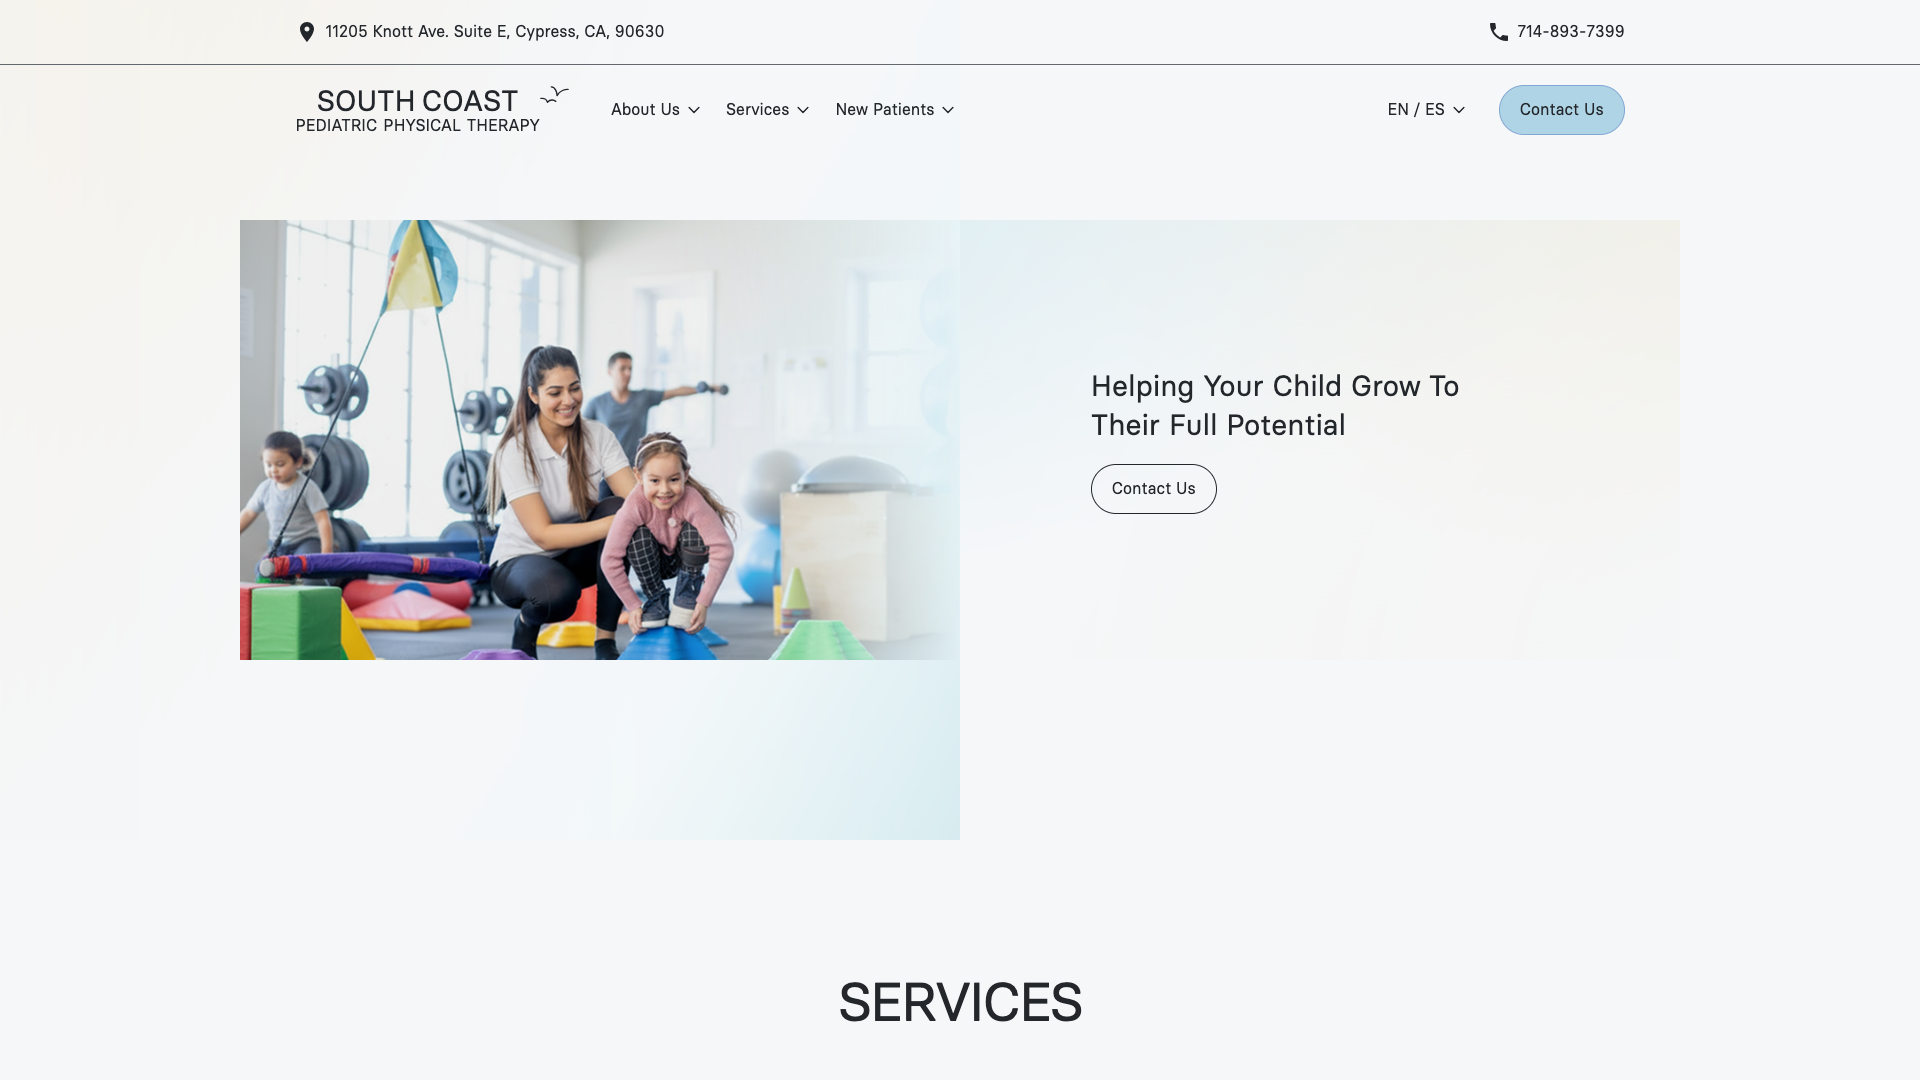 11205 Knott Ave. Suite E, Cypress, CA, 90630
714-893-7399
SOUTH COAST
PEDIATRIC PHYSICAL THERAPY
About Us
Services
New Patients
EN / ES
Contact Us
Helping Your Child Grow To
Their Full Potential
Contact Us
SERVICES